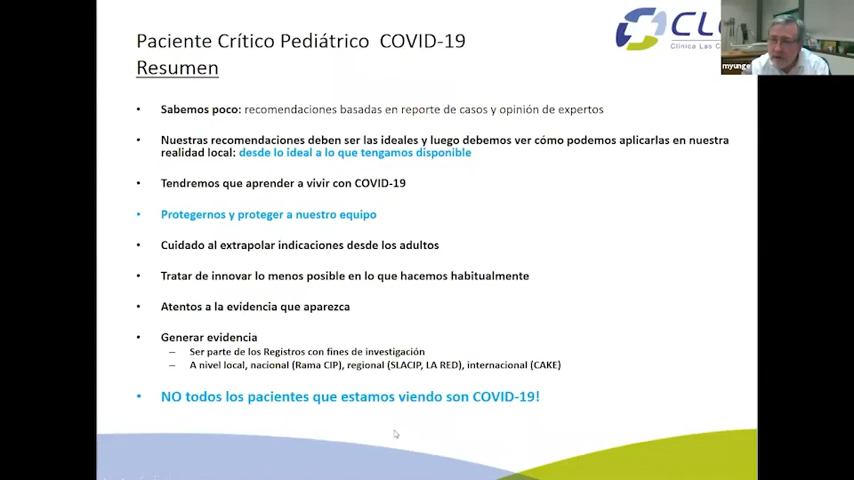 Paciente Crítico Pediátrico COVID-19
Resumen
CL
Clínica Las C
myunge
• Sabemos poco: recomendaciones basadas en reporte de casos y opinión de expertos
• Nuestras recomendaciones deben ser las ideales y luego debemos ver cómo podemos aplicarlas en nuestra
realidad local: desde lo ideal a lo que tengamos disponible
• Tendremos que aprender a vivir con COVID-19
• Protegernos y proteger a nuestro equipo
• Cuidado al extrapolar indicaciones desde los adultos
• Tratar de innovar lo menos posible en lo que hacemos habitualmente
• Atentos a la evidencia que aparezca
• Generar evidencia
– Ser parte de los Registros con fines de investigación
– A nivel local, nacional (Rama CIP), regional (SLACIP, LA RED), internacional (CAKE)
• NO todos los pacientes que estamos viendo son COVID-19!